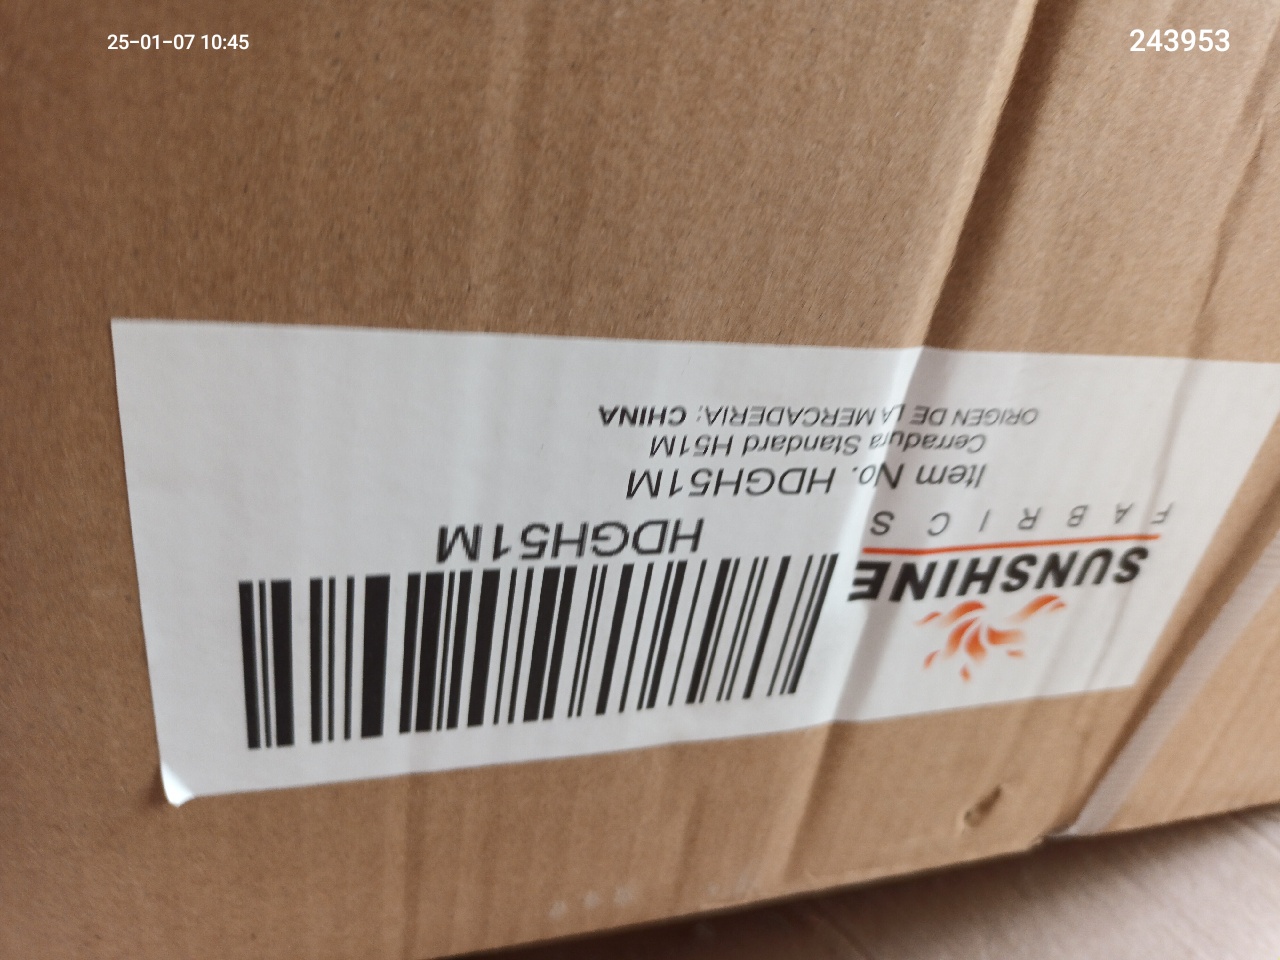 25-01-07 10:45
243953
SUNSHINE
FABRICS
HDGH51M
Item No. HDGH51M
Cerradura Standard H51M
ORIGEN DE LA MERCADERIA: CHINA